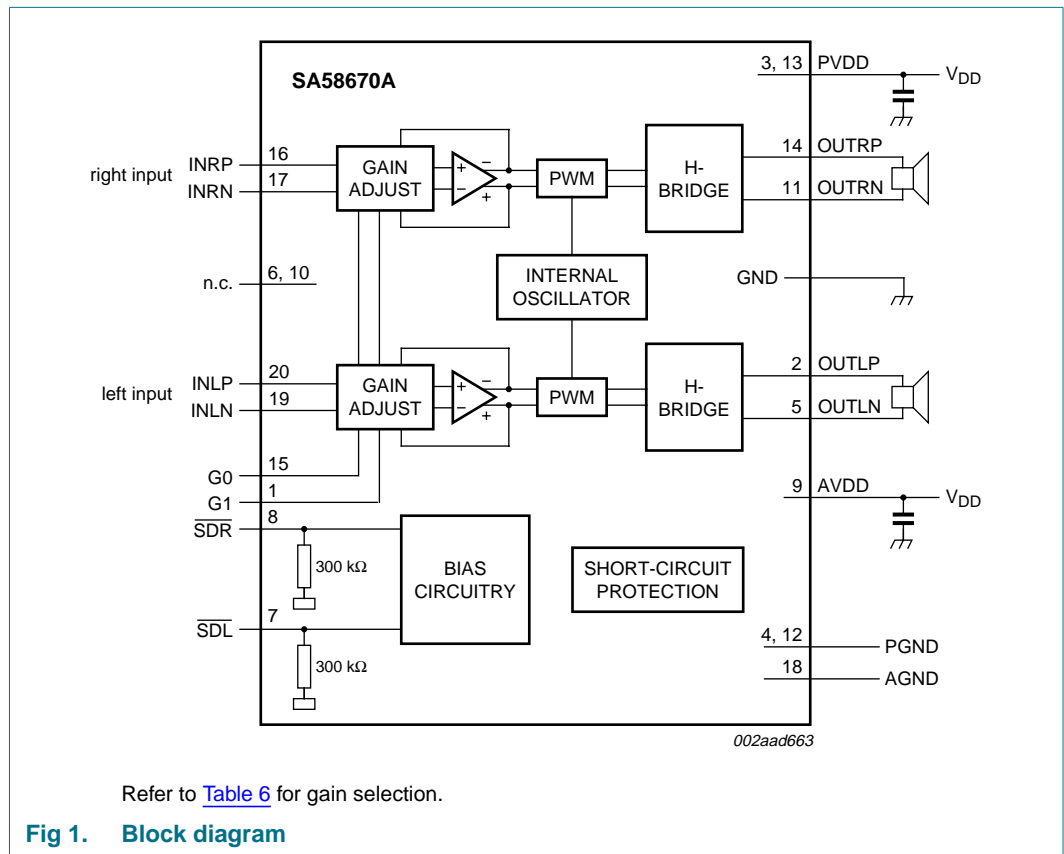 SA58670A
3, 13 PVDD
VDD
right input
INRP 16
INRN 17
GAIN ADJUST
+ −
− +
PWM
H-BRIDGE
14 OUTRP
11 OUTRN
n.c. 6, 10
INTERNAL OSCILLATOR
GND
left input
INLP 20
INLN 19
GAIN ADJUST
+ −
− +
PWM
H-BRIDGE
2 OUTLP
5 OUTLN
G0 15
G1 1
9 AVDD
VDD
SDR 8
300 kΩ
BIAS CIRCUITRY
SHORT-CIRCUIT PROTECTION
SDL 7
300 kΩ
4, 12 PGND
18 AGND
002aad663
Refer to Table 6 for gain selection.
Fig 1. Block diagram